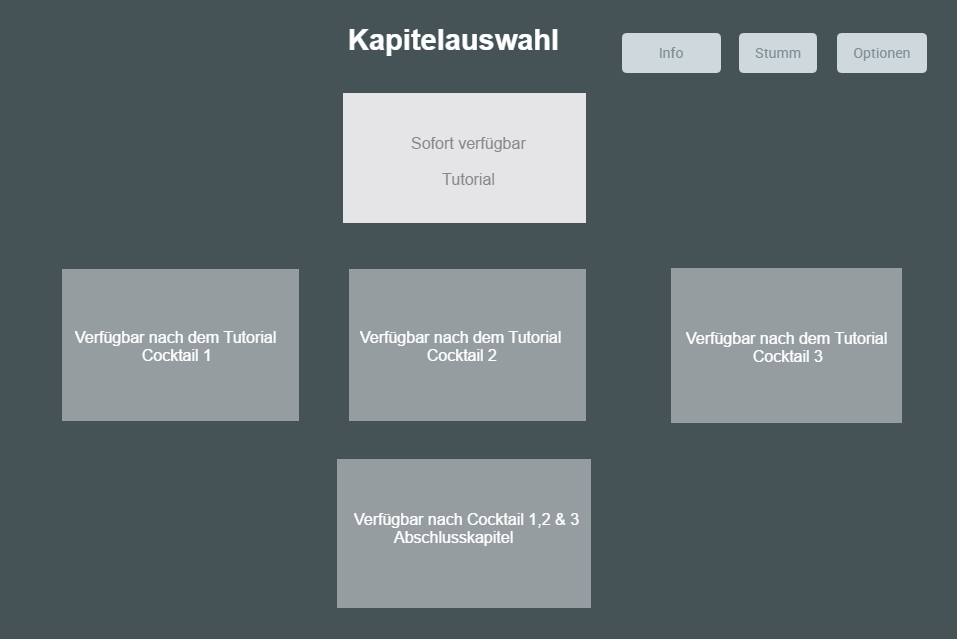 Kapitelauswahl
Info
Stumm
Optionen
Sofort verfügbar
Tutorial
Verfügbar nach dem Tutorial
Cocktail 1
Verfügbar nach dem Tutorial
Cocktail 2
Verfügbar nach dem Tutorial
Cocktail 3
Verfügbar nach Cocktail 1,2 & 3
Abschlusskapitel